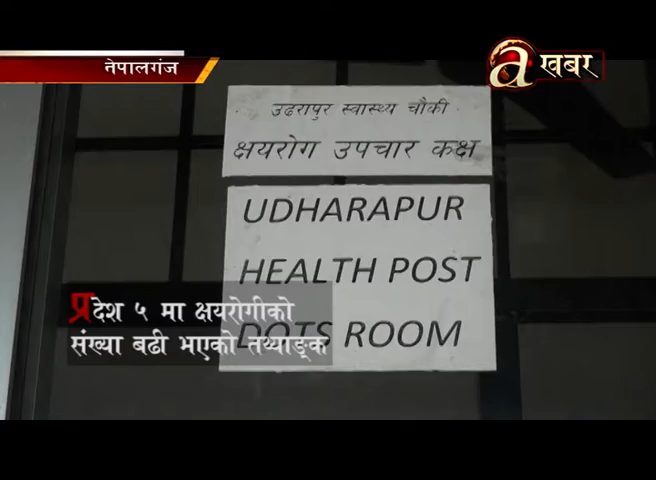 नेपालगंज
a खबर
उढरापुर स्वास्थ्य चौकी
क्षयरोग उपचार कक्ष
UDHARAPUR
HEALTH POST
DOTS ROOM
प्रदेश ५ मा क्षयरोगीको
संख्या बढी भएको तथ्याङ्क